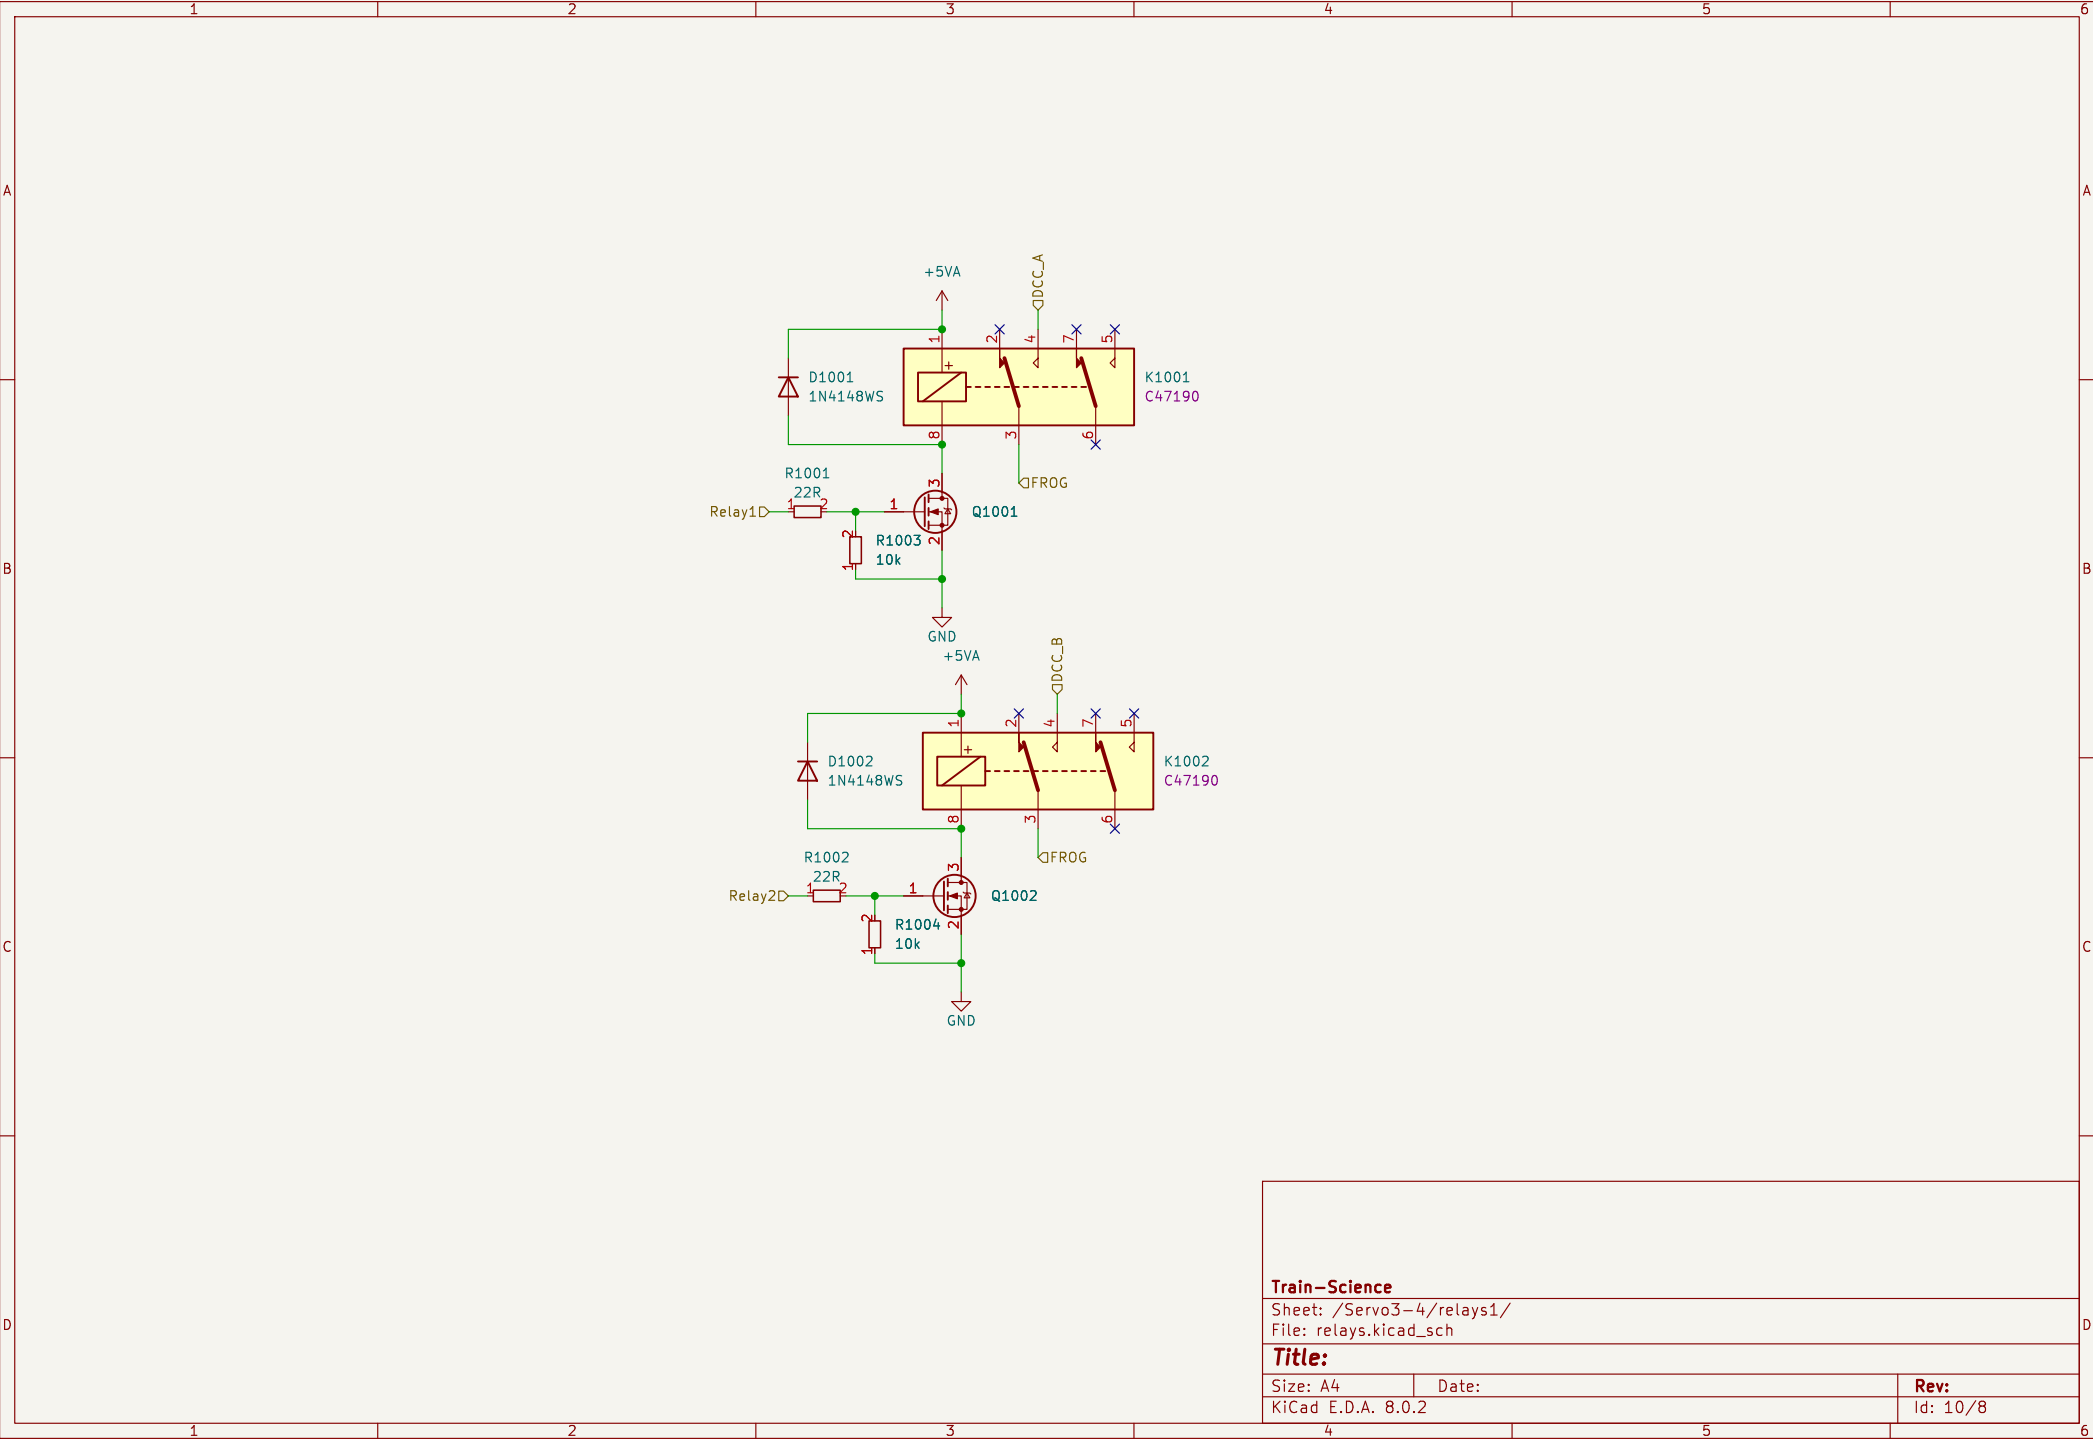 1 2 3 4 5 6
A A
+5VA
DCC_A
1 2 4 7 5
+
D1001
1N4148WS
K1001
C47190
8 3 6
R1001
22R
FROG
Relay1 1 2 1 3 Q1001
2 R1003
10k
1 2
B B
GND
+5VA
DCC_B
1 2 4 7 5
+
D1002
1N4148WS
K1002
C47190
8 3 6
R1002
22R
FROG
Relay2 1 2 1 3 Q1002
2 R1004
10k
1 2
C C
GND
Train-Science
Sheet: /Servo3-4/relays1/
File: relays.kicad_sch
D D
Title:
Size: A4 Date: Rev:
KiCad E.D.A. 8.0.2 Id: 10/8
1 2 3 4 5 6